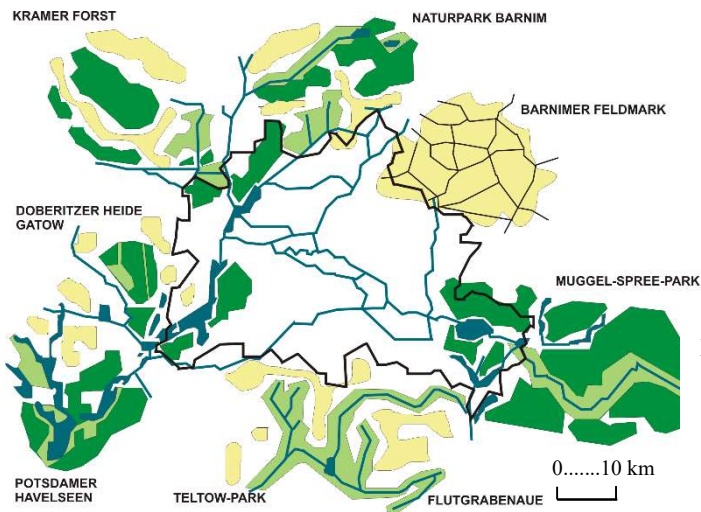 KRAMER FORST
NATURPARK BARNIM
BARNIMER FELDMARK
DOBERITZER HEIDE
GATOW
MUGGEL-SPREE-PARK
POTSDAMER
HAVELSEEN
TELTOW-PARK
FLUTGRABENAUE
0.......10 km